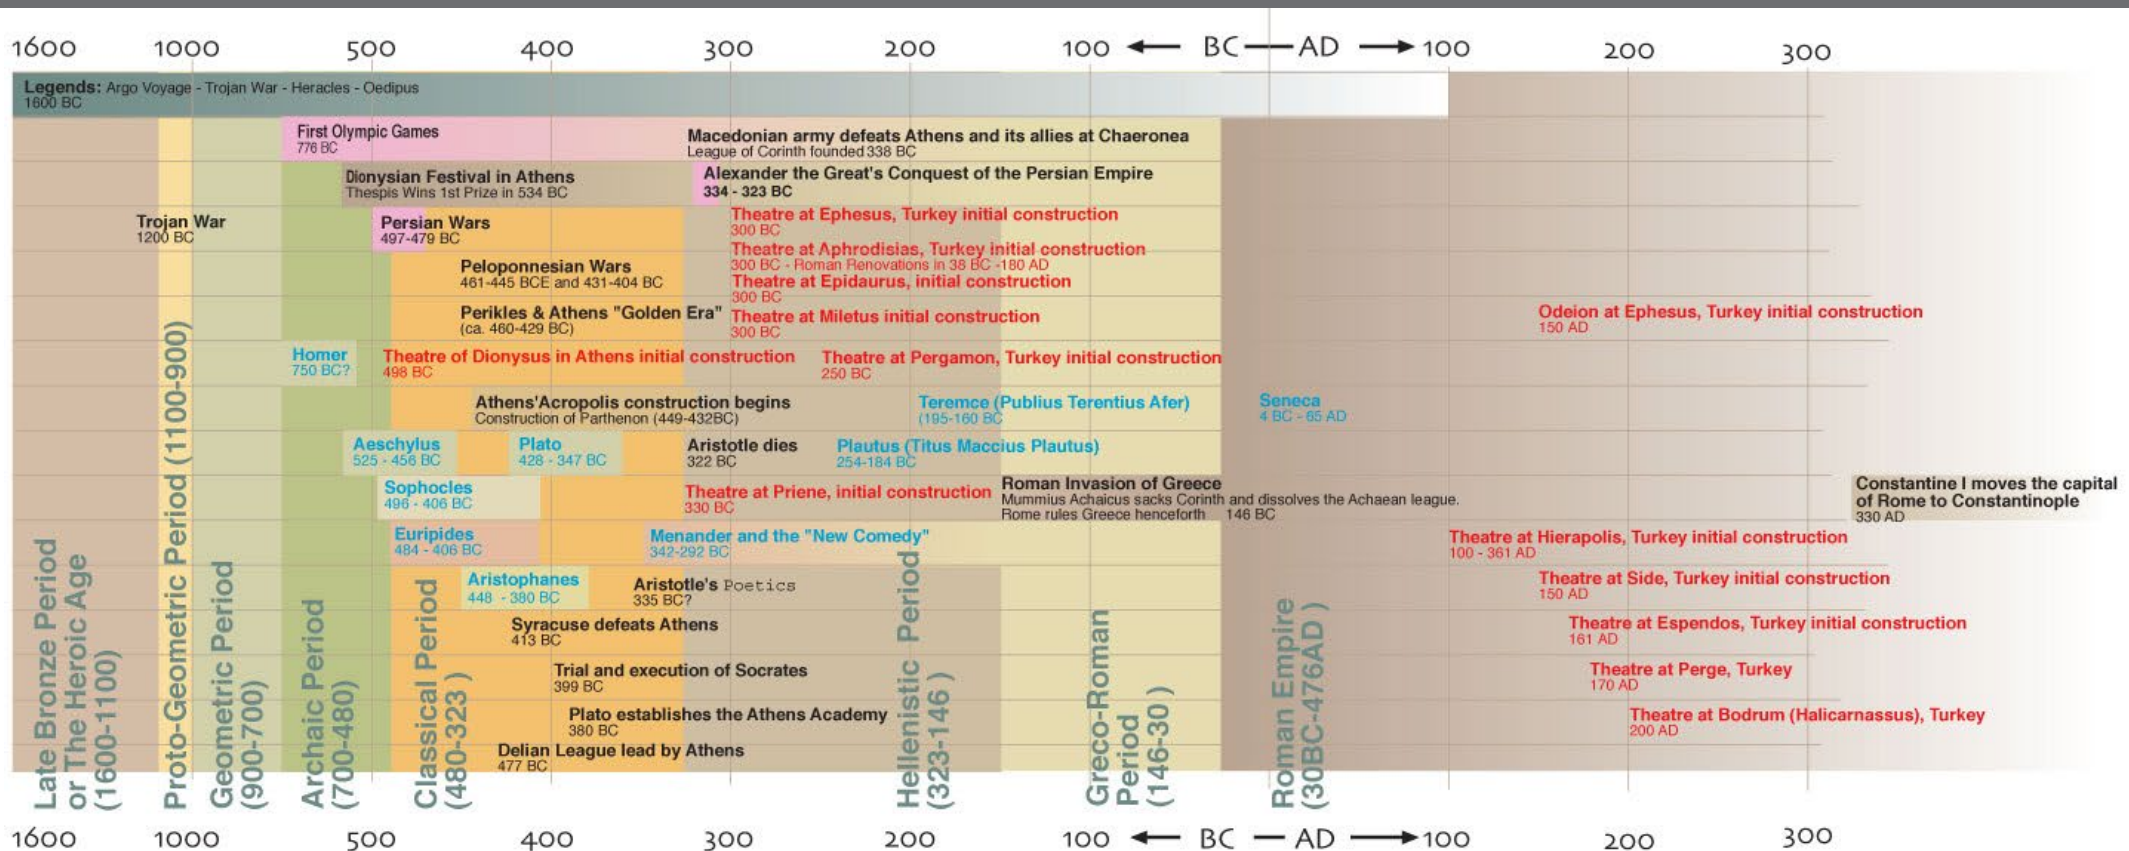 1600 1000 500 400 300 200 100 BC AD 100 200 300
Legends: Argo Voyage - Trojan War - Heracles - Oedipus
1600 BC
First Olympic Games
776 BC
Macedonian army defeats Athens and its allies at Chaeronea
League of Corinth founded 338 BC
Dionysian Festival in Athens
Thespis Wins 1st Prize in 534 BC
Alexander the Great's Conquest of the Persian Empire
334 - 323 BC
Trojan War
1200 BC
Persian Wars
497-479 BC
Theatre at Ephesus, Turkey initial construction
300 BC
Theatre at Aphrodisias, Turkey initial construction
300 BC - Roman Renovations in 38 BC -180 AD
Peloponnesian Wars
461-445 BCE and 431-404 BC
Theatre at Epidaurus, initial construction
300 BC
Perikles & Athens "Golden Era"
(ca. 460-429 BC)
Theatre at Miletus initial construction
300 BC
Odeion at Ephesus, Turkey initial construction
150 AD
Homer
750 BC?
Theatre of Dionysus in Athens initial construction
498 BC
Theatre at Pergamon, Turkey initial construction
250 BC
Athens'Acropolis construction begins
Construction of Parthenon (449-432BC)
Teremce (Publius Terentius Afer)
(195-160 BC
Seneca
4 BC - 65 AD
Aeschylus
525 - 456 BC
Plato
428 - 347 BC
Aristotle dies
322 BC
Plautus (Titus Maccius Plautus)
254-184 BC
Sophocles
496 - 406 BC
Theatre at Priene, initial construction
330 BC
Roman Invasion of Greece
Mummius Achaicus sacks Corinth and dissolves the Achaean league.
Rome rules Greece henceforth 146 BC
Constantine I moves the capital
of Rome to Constantinople
330 AD
Euripides
484 - 406 BC
Menander and the "New Comedy"
342-292 BC
Theatre at Hierapolis, Turkey initial construction
100 - 361 AD
Aristophanes
448 - 380 BC
Aristotle's Poetics
335 BC?
Theatre at Side, Turkey initial construction
150 AD
Syracuse defeats Athens
413 BC
Theatre at Espendos, Turkey initial construction
161 AD
Trial and execution of Socrates
399 BC
Theatre at Perge, Turkey
170 AD
Plato establishes the Athens Academy
380 BC
Theatre at Bodrum (Halicarnassus), Turkey
200 AD
Delian League lead by Athens
477 BC
Late Bronze Period
or The Heroic Age
(1600-1100)
Proto-Geometric Period (1100-900)
Geometric Period
(900-700)
Archaic Period
(700-480)
Classical Period
(480-323 )
Hellenistic Period
(323-146 )
Greco-Roman
Period
(146-30 )
Roman Empire
(30BC-476AD )
1600 1000 500 400 300 200 100 BC AD 100 200 300